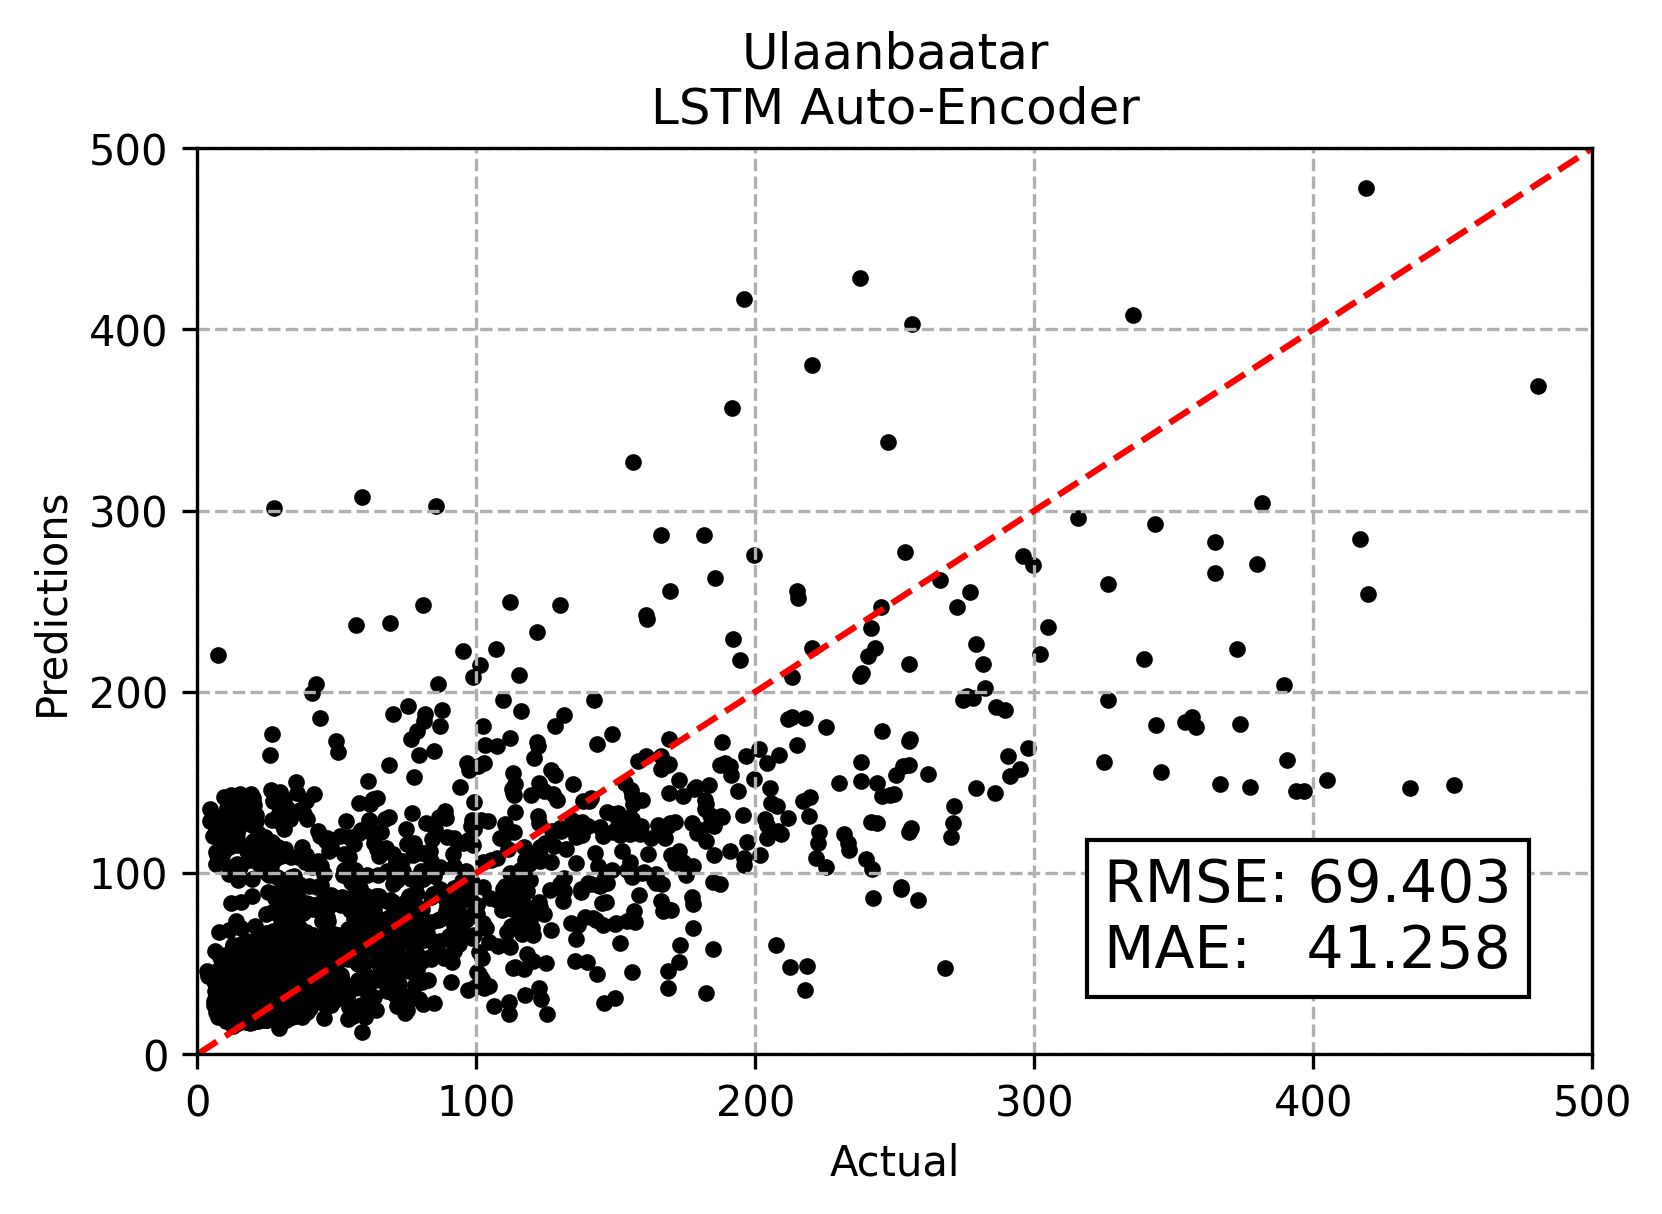 Ulaanbaatar
LSTM Auto-Encoder
500
400
300
200
100
0
Predictions
RMSE: 69.403
MAE: 41.258
0 100 200 300 400 500
Actual